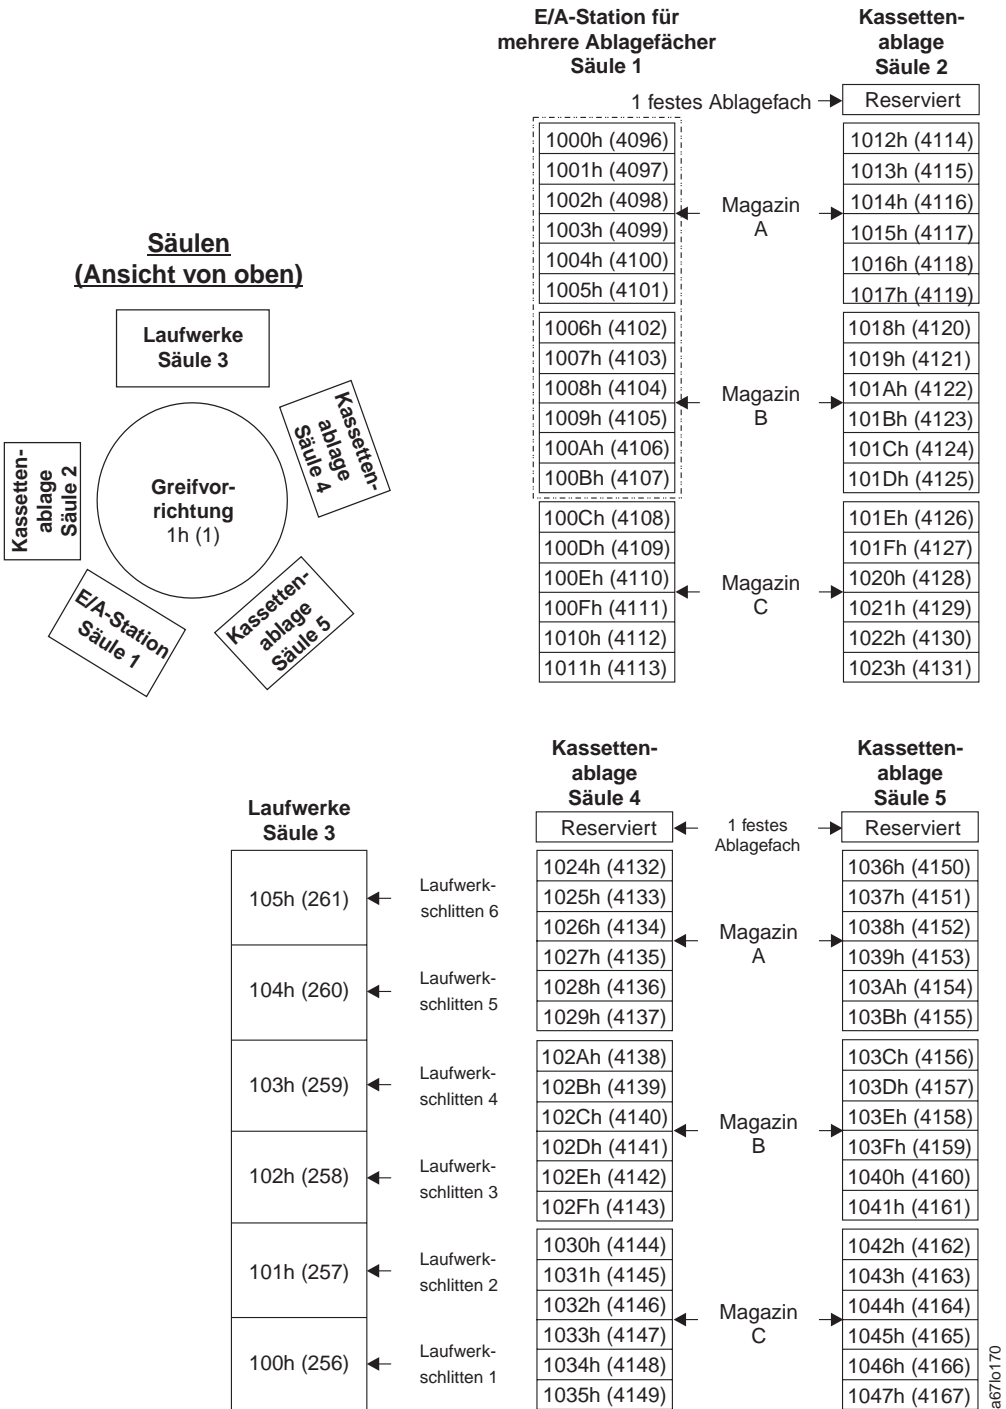 E/A-Station für
mehrere Ablagefächer
Säule 1
Kassetten-
ablage
Säule 2
1 festes Ablagefach
Reserviert
1000h (4096)
1001h (4097)
1002h (4098)
1003h (4099)
1004h (4100)
1005h (4101)
Magazin
A
1012h (4114)
1013h (4115)
1014h (4116)
1015h (4117)
1016h (4118)
1017h (4119)
1006h (4102)
1007h (4103)
1008h (4104)
1009h (4105)
100Ah (4106)
100Bh (4107)
Magazin
B
1018h (4120)
1019h (4121)
101Ah (4122)
101Bh (4123)
101Ch (4124)
101Dh (4125)
100Ch (4108)
100Dh (4109)
100Eh (4110)
100Fh (4111)
1010h (4112)
1011h (4113)
Magazin
C
101Eh (4126)
101Fh (4127)
1020h (4128)
1021h (4129)
1022h (4130)
1023h (4131)
Säulen
(Ansicht von oben)
Laufwerke
Säule 3
Kassetten-
ablage
Säule 4
Kassetten-
ablage
Säule 2
Greifvor-
richtung
1h (1)
E/A-Station
Säule 1
Kassetten-
ablage
Säule 5
Laufwerke
Säule 3
105h (261)
104h (260)
103h (259)
102h (258)
101h (257)
100h (256)
Laufwerk-
schlitten 6
Laufwerk-
schlitten 5
Laufwerk-
schlitten 4
Laufwerk-
schlitten 3
Laufwerk-
schlitten 2
Laufwerk-
schlitten 1
Kassetten-
ablage
Säule 4
Reserviert
1 festes
Ablagefach
Kassetten-
ablage
Säule 5
Reserviert
1024h (4132)
1025h (4133)
1026h (4134)
1027h (4135)
1028h (4136)
1029h (4137)
Magazin
A
1036h (4150)
1037h (4151)
1038h (4152)
1039h (4153)
103Ah (4154)
103Bh (4155)
102Ah (4138)
102Bh (4139)
102Ch (4140)
102Dh (4141)
102Eh (4142)
102Fh (4143)
Magazin
B
103Ch (4156)
103Dh (4157)
103Eh (4158)
103Fh (4159)
1040h (4160)
1041h (4161)
1030h (4144)
1031h (4145)
1032h (4146)
1033h (4147)
1034h (4148)
1035h (4149)
Magazin
C
1042h (4162)
1043h (4163)
1044h (4164)
1045h (4165)
1046h (4166)
1047h (4167)
a67lo170